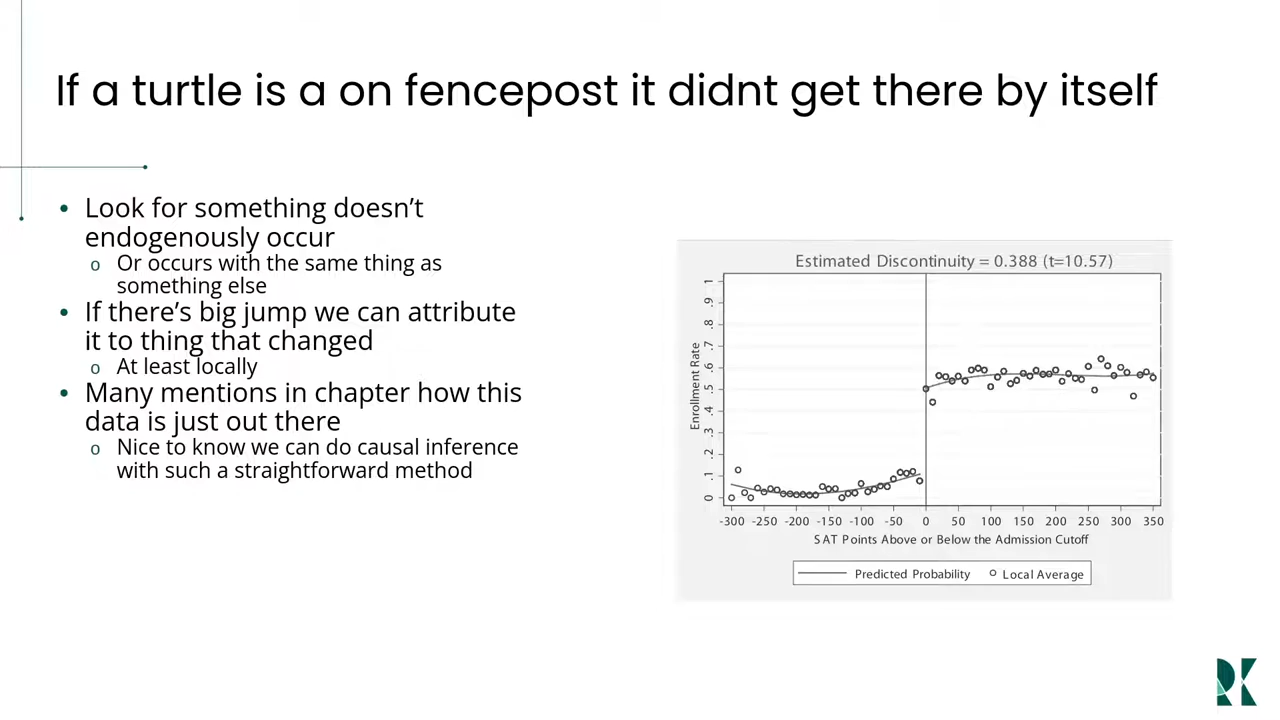 If a turtle is a on fencepost it didnt get there by itself
• Look for something doesn’t
endogenously occur
o Or occurs with the same thing as
something else
• If there’s big jump we can attribute
it to thing that changed
o At least locally
• Many mentions in chapter how this
data is just out there
o Nice to know we can do causal inference
with such a straightforward method
Estimated Discontinuity = 0.388 (t=10.57)
Enrollment Rate
1
.9
.8
.7
.6
.5
.4
.3
.2
.1
0
-300 -250 -200 -150 -100 -50 0 50 100 150 200 250 300 350
SAT Points Above or Below the Admission Cutoff
Predicted Probability Local Average
RK